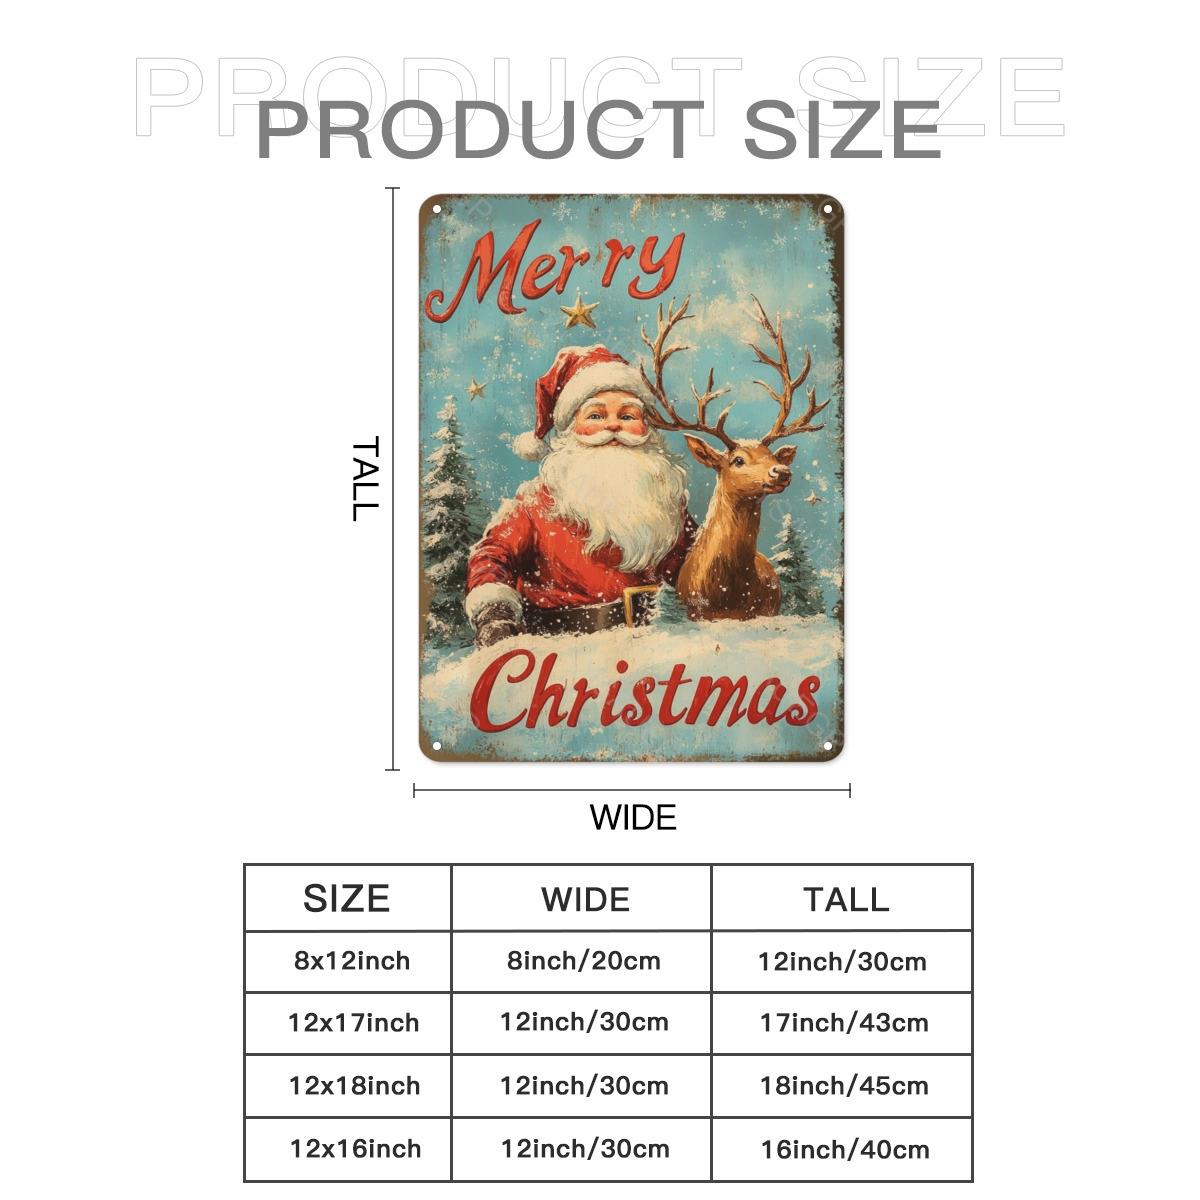 PRODUCT SIZE
PRODUCT SIZE
Merry
Christmas
TALL
WIDE
SIZE WIDE TALL
8x12inch 8inch/20cm 12inch/30cm
12x17inch 12inch/30cm 17inch/43cm
12x18inch 12inch/30cm 18inch/45cm
12x16inch 12inch/30cm 16inch/40cm